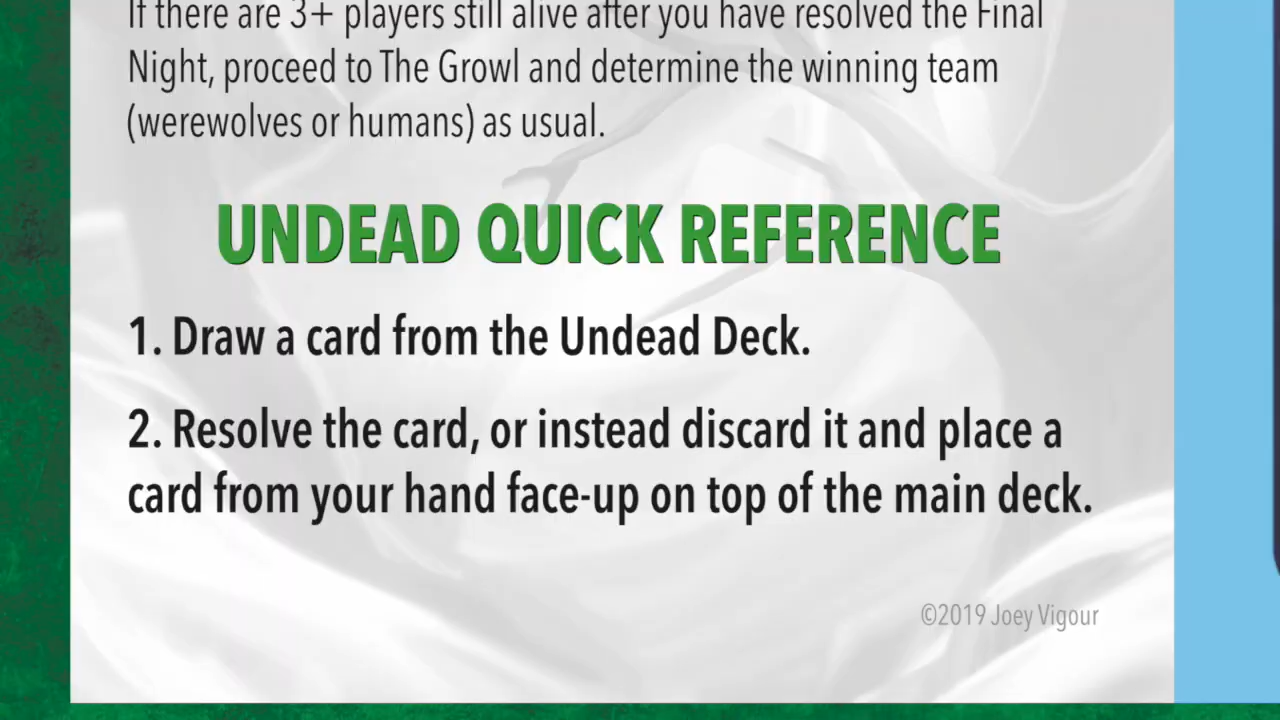 If there are 3+ players still alive after you have resolved the Final
Night, proceed to The Growl and determine the winning team
(werewolves or humans) as usual.
UNDEAD QUICK REFERENCE
1. Draw a card from the Undead Deck.
2. Resolve the card, or instead discard it and place a
card from your hand face-up on top of the main deck.
©2019 Joey Vigour